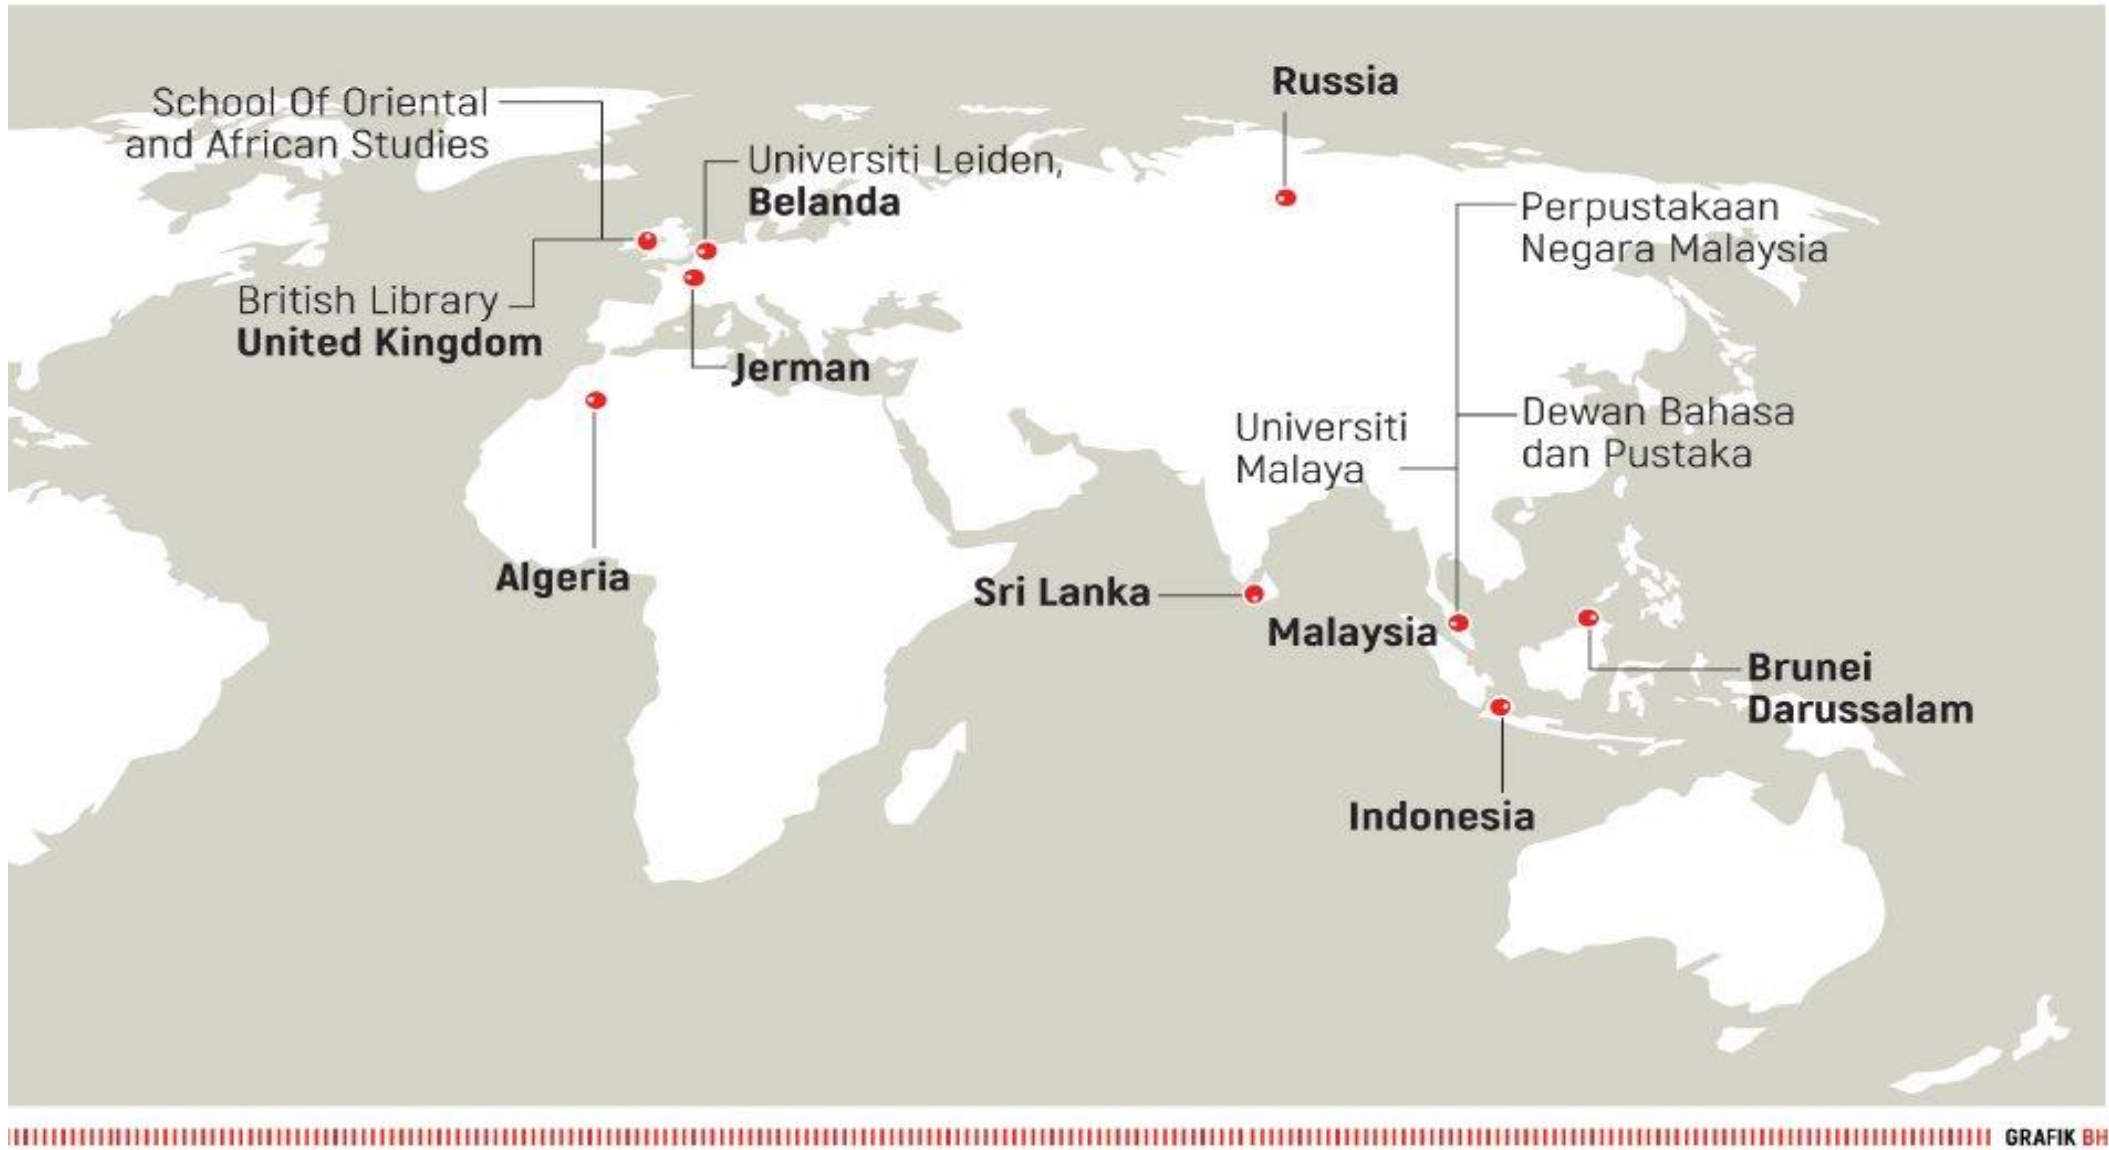 School Of Oriental
and African Studies
British Library
United Kingdom
Universiti Leiden,
Belanda
Jerman
Algeria
Russia
Perpustakaan
Negara Malaysia
Universiti
Malaya
Dewan Bahasa
dan Pustaka
Sri Lanka
Malaysia
Brunei
Darussalam
Indonesia
GRAFIK BH